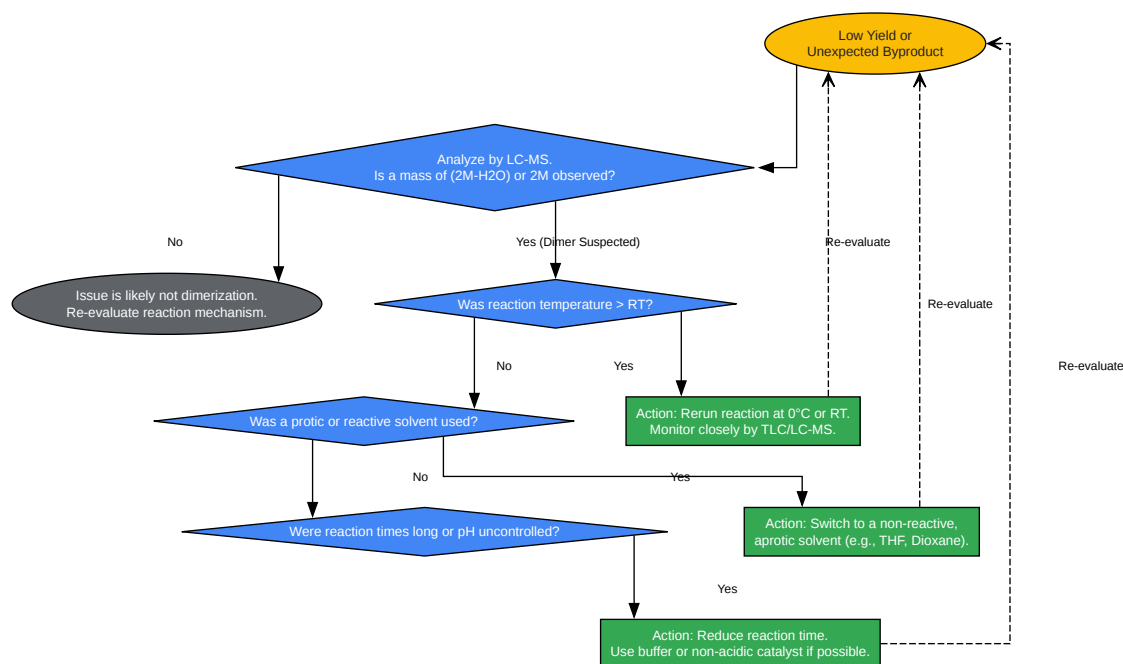 Low Yield or
Unexpected Byproduct
Analyze by LC-MS.
Is a mass of (2M-H2O) or 2M observed?
No
Yes (Dimer Suspected)
Re-evaluate
Issue is likely not dimerization.
Re-evaluate reaction mechanism.
Was reaction temperature > RT?
Re-evaluate
No
Yes
Re-evaluate
Was a protic or reactive solvent used?
Action: Rerun reaction at 0°C or RT.
Monitor closely by TLC/LC-MS.
No
Yes
Were reaction times long or pH uncontrolled?
Action: Switch to a non-reactive,
aprotic solvent (e.g., THF, Dioxane).
Yes
Action: Reduce reaction time.
Use buffer or non-acidic catalyst if possible.